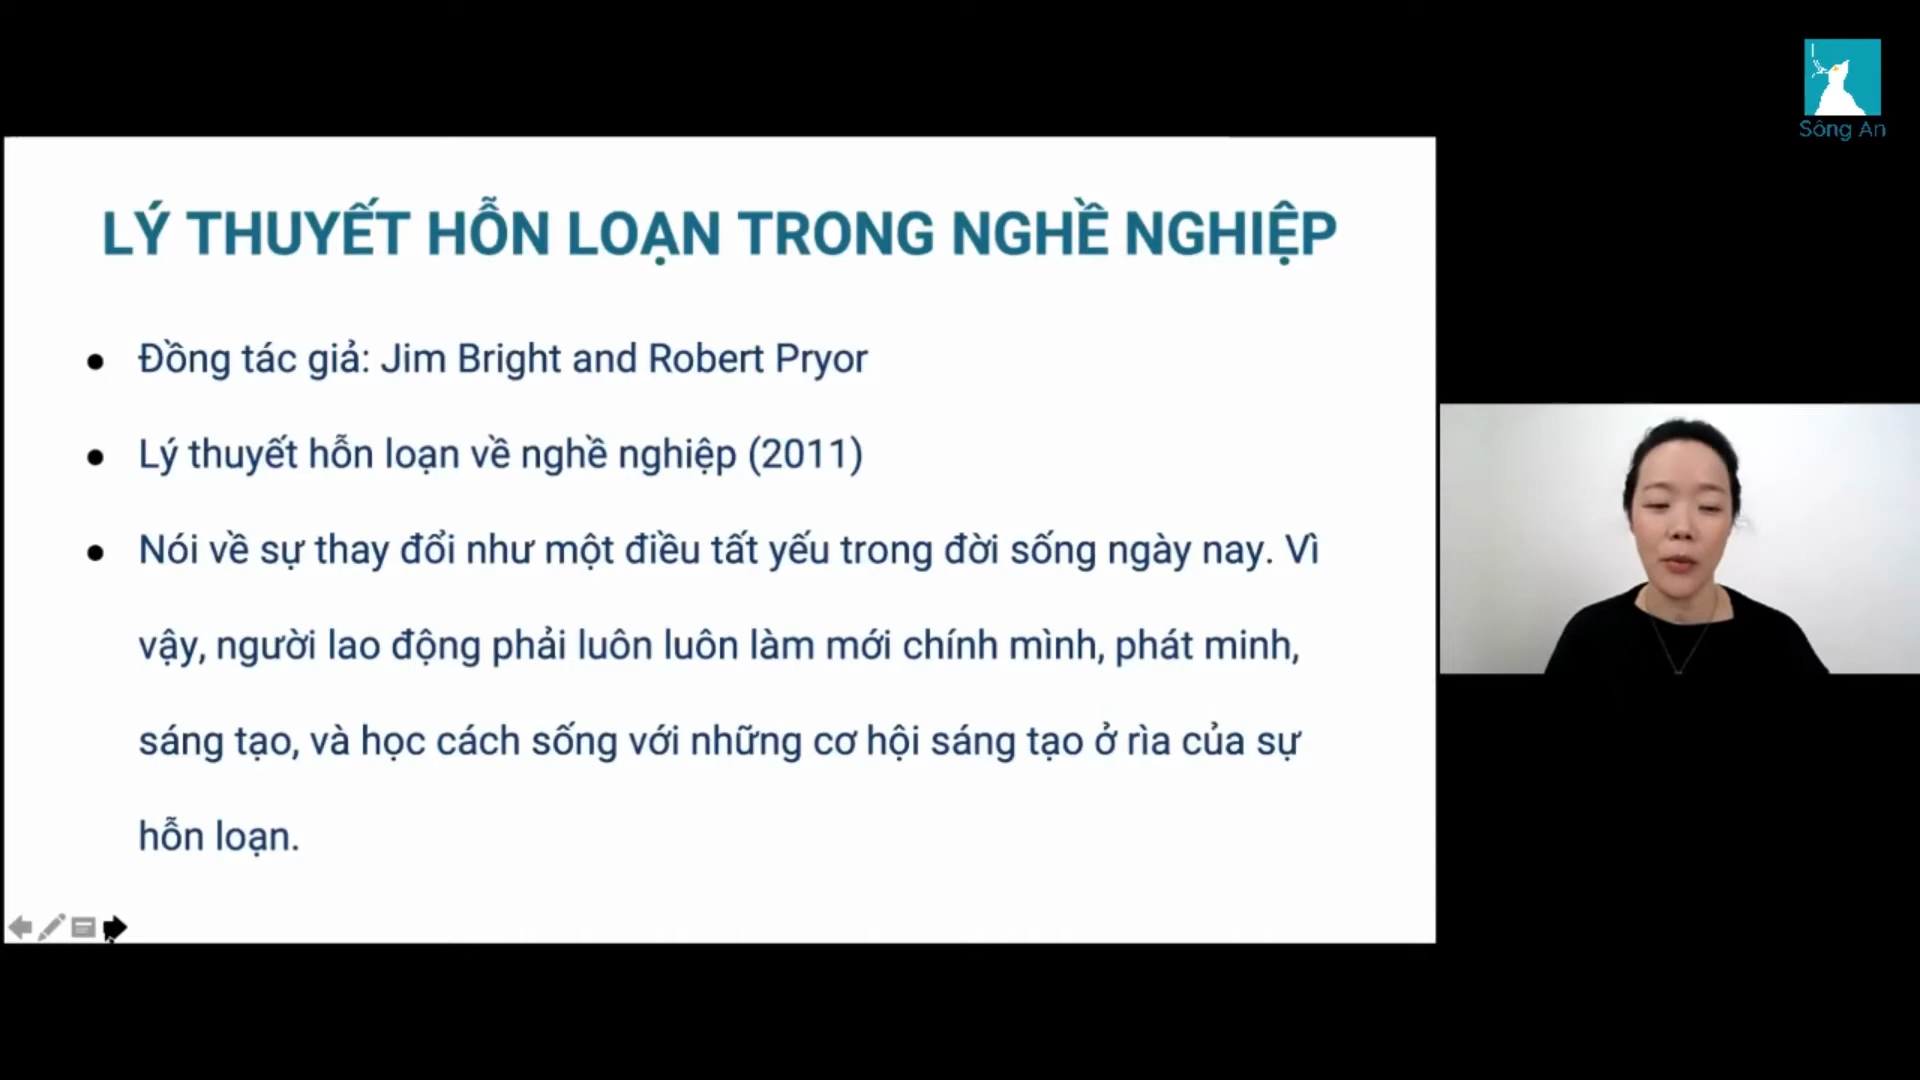 Sông An
LÝ THUYẾT HỖN LOẠN TRONG NGHỀ NGHIỆP
● Đồng tác giả: Jim Bright and Robert Pryor
● Lý thuyết hỗn loạn về nghề nghiệp (2011)
● Nói về sự thay đổi như một điều tất yếu trong đời sống ngày nay. Vì
vậy, người lao động phải luôn luôn làm mới chính mình, phát minh,
sáng tạo, và học cách sống với những cơ hội sáng tạo ở rìa của sự
hỗn loạn.